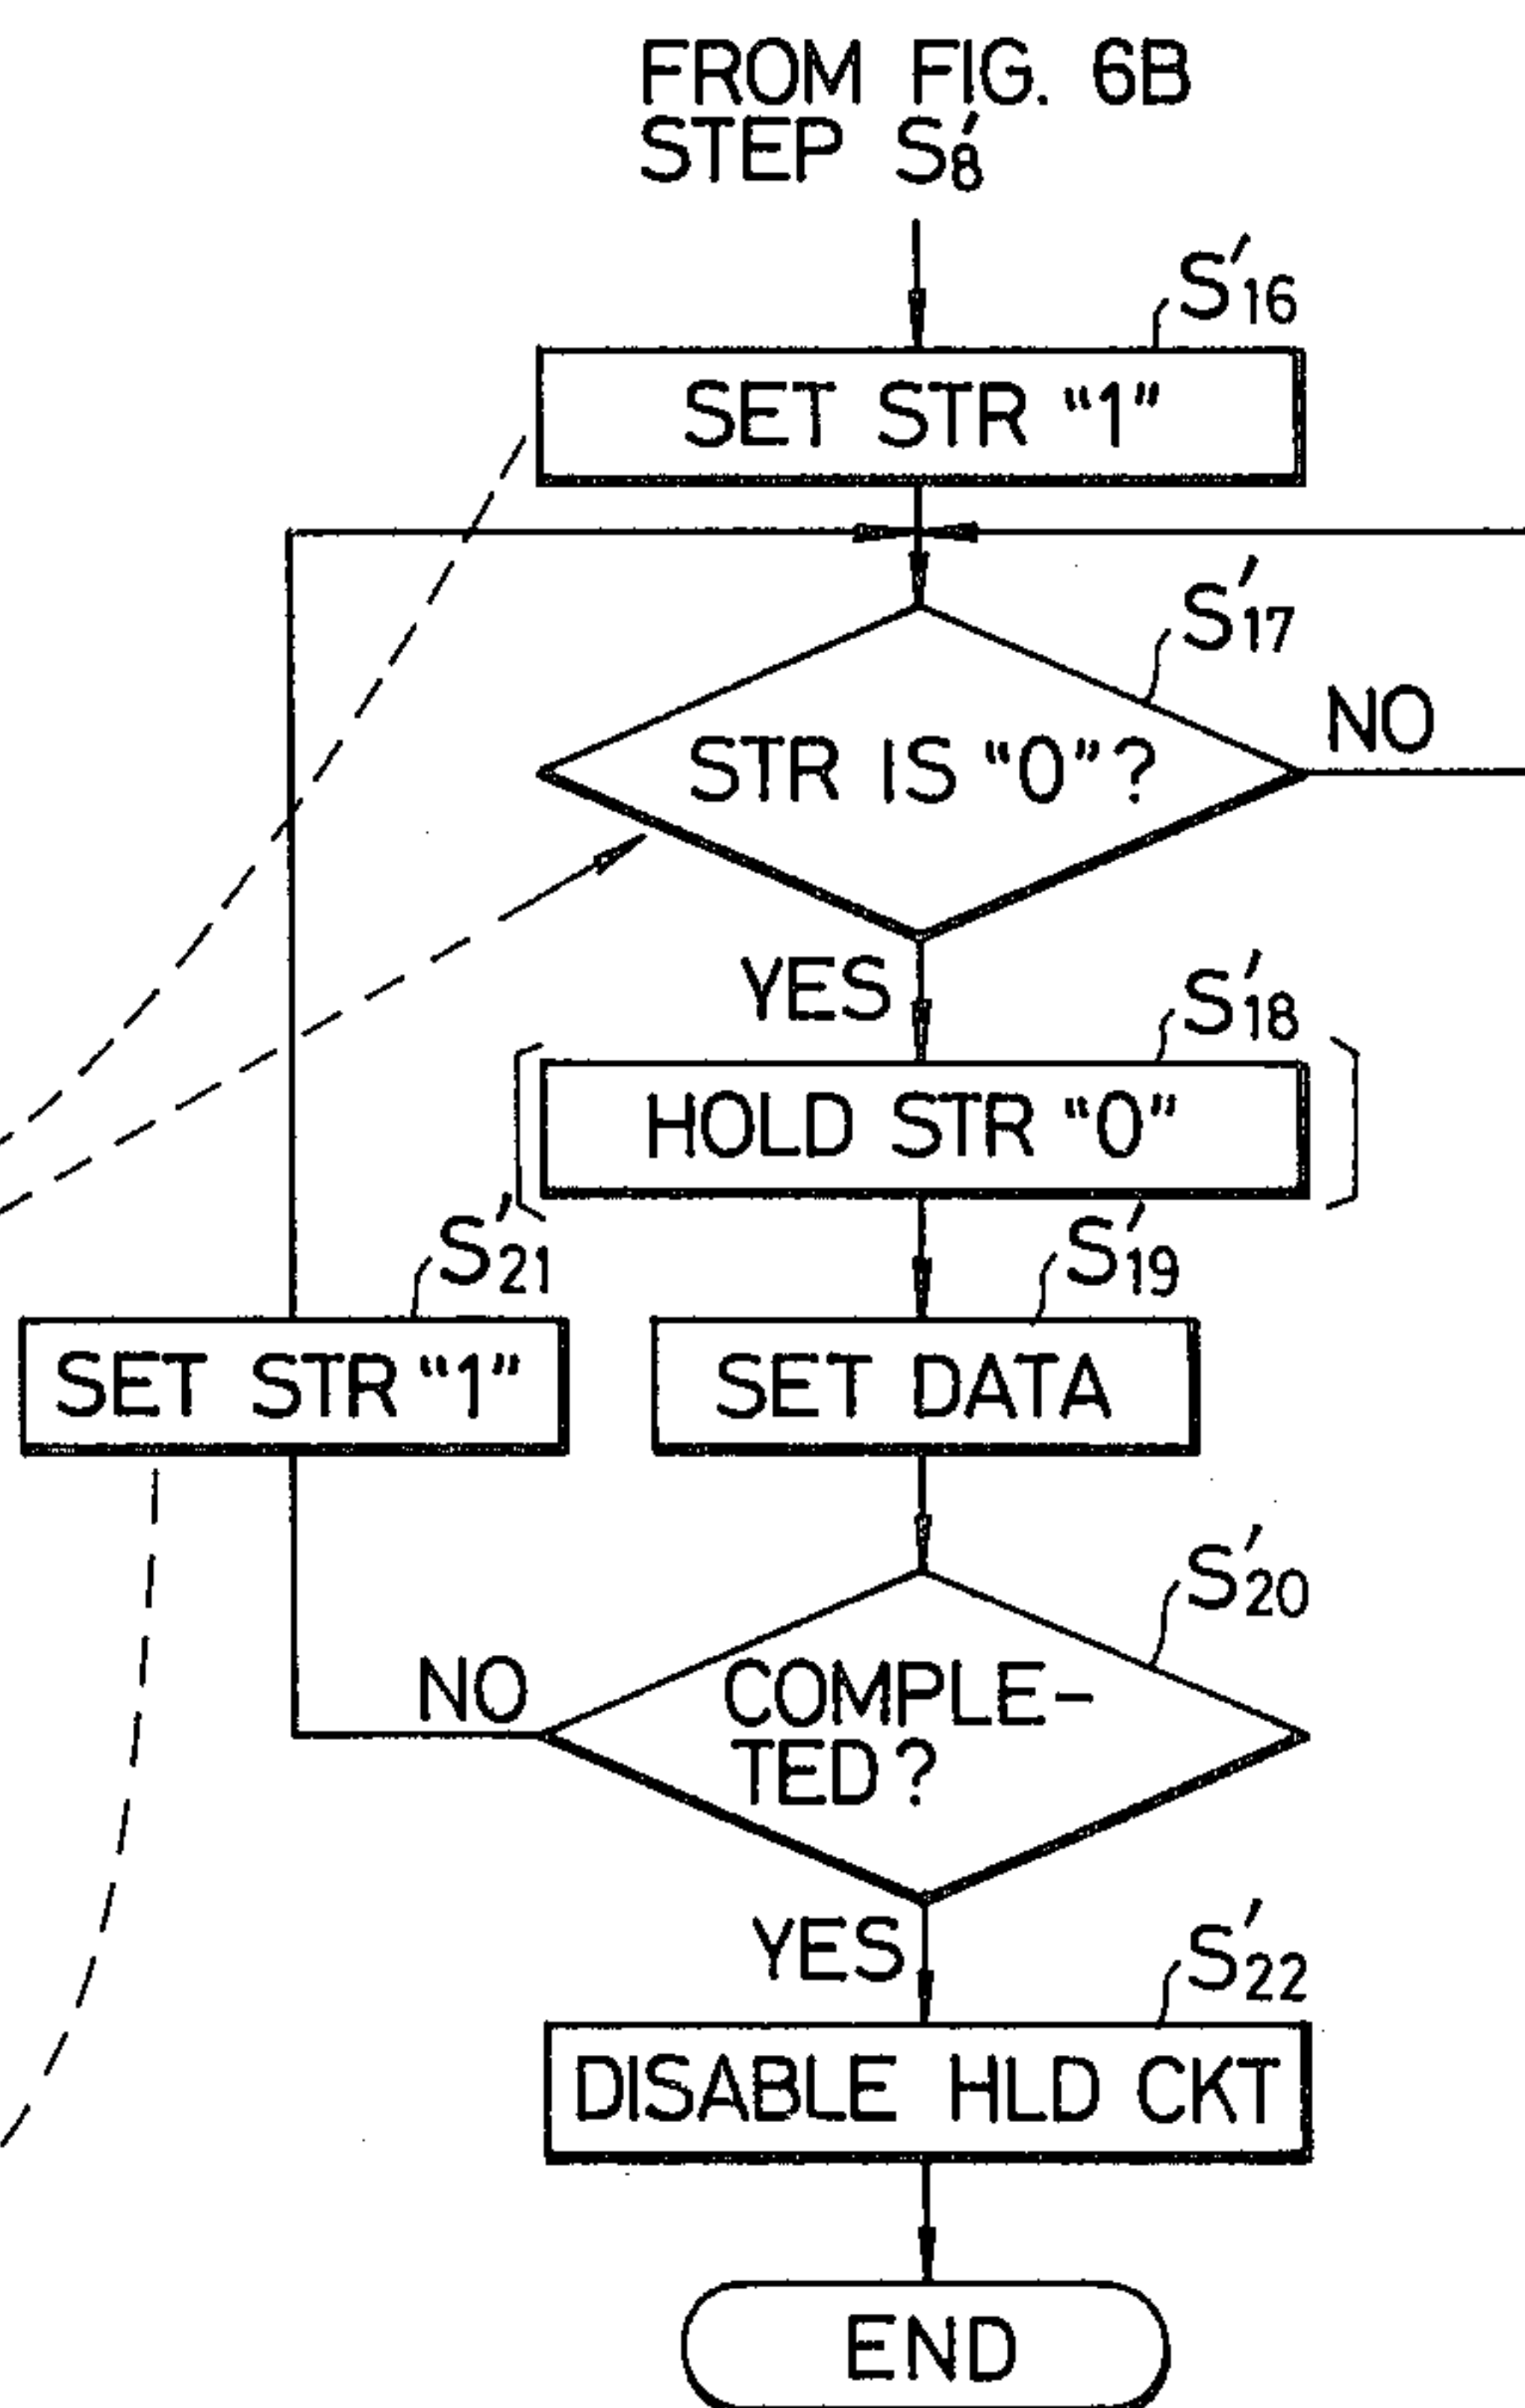 FROM FIG. 6B
STEP S'8
S'16
SET STR "1"
S'17
STR IS "0"?
NO
YES
S'18
HOLD STR "0"
S'21
S'19
SET STR "1"
SET DATA
S'20
COMPLE-
TED?
NO
YES
S'22
DISABLE HLD CKT
END